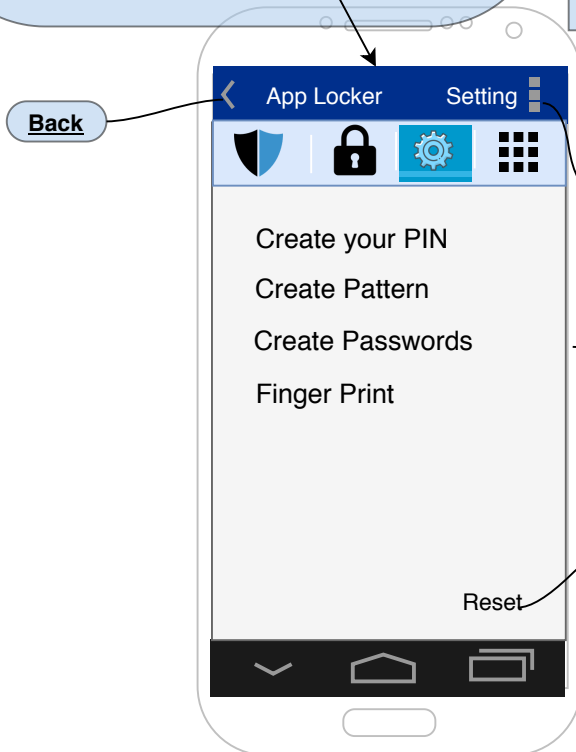 App Locker Setting
Back
Create your PIN
Create Pattern
Create Passwords
Finger Print
Reset